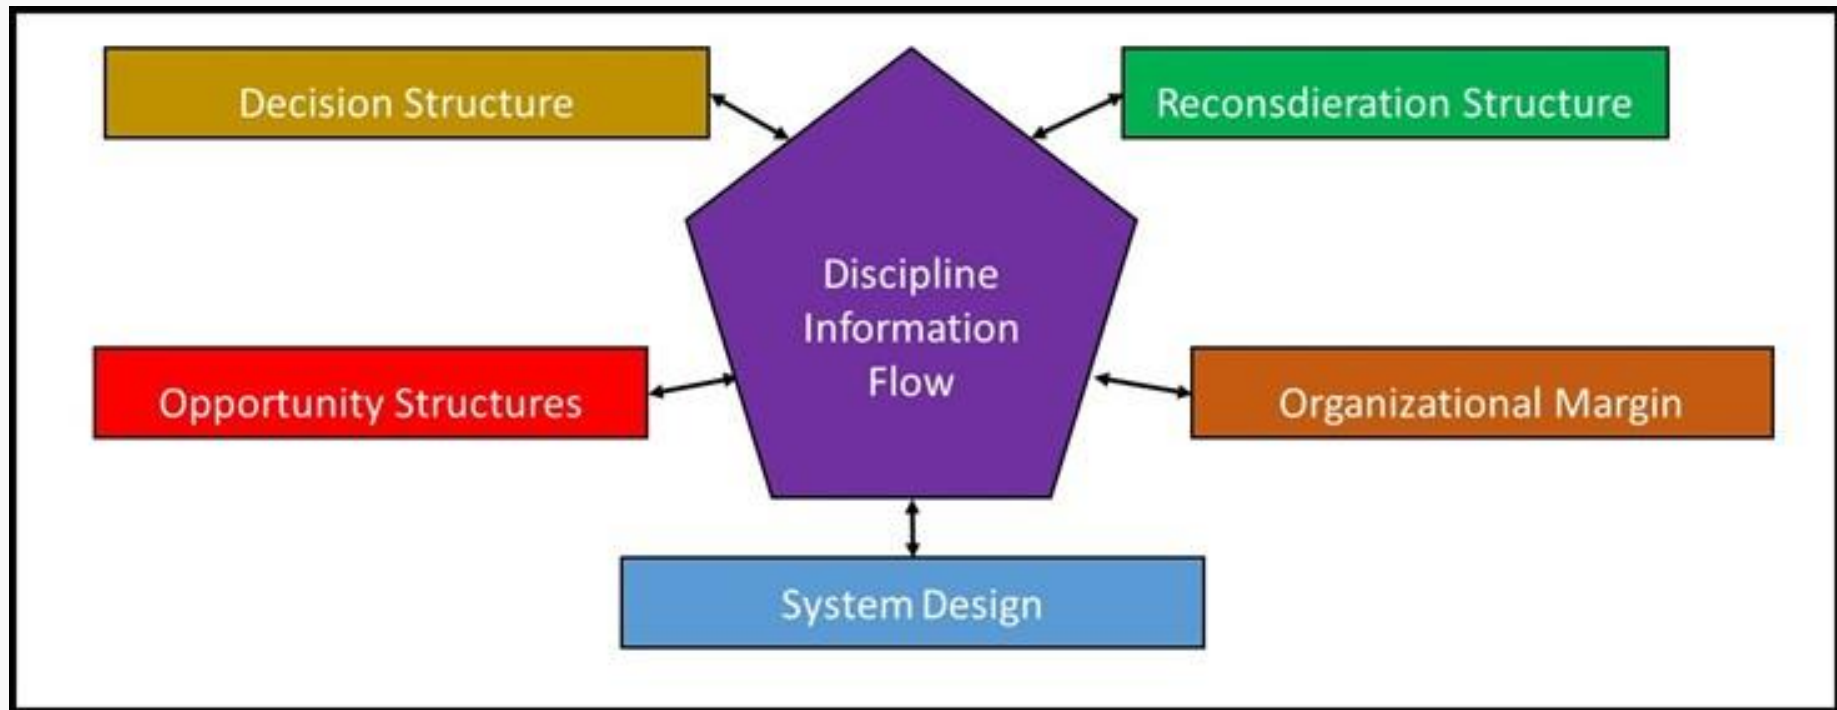 Decision Structure
Reconsdieration Structure
Discipline
Information
Flow
Opportunity Structures
Organizational Margin
System Design